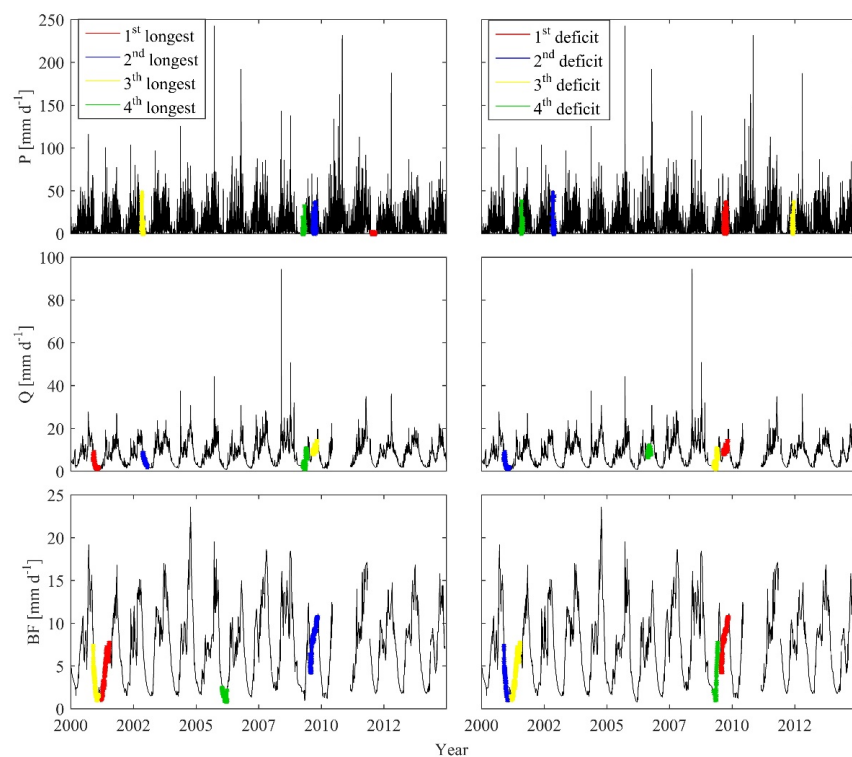 1st longest
2nd longest
3th longest
4th longest
1st deficit
2nd deficit
3th deficit
4th deficit
P [mm d-1]
250
200
150
100
50
0
Q [mm d-1]
100
80
60
40
20
0
BF [mm d-1]
25
20
15
10
5
0
2000 2002 2005 2007 2010 2012
2000 2002 2005 2007 2010 2012
Year